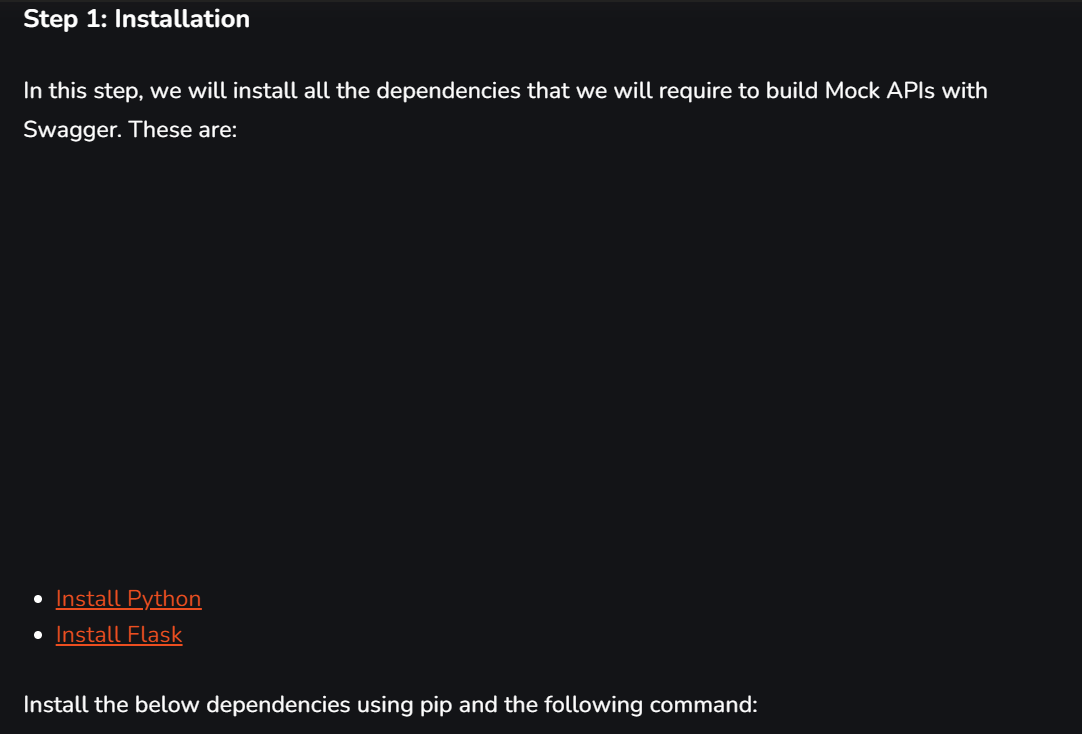 Step 1: Installation
In this step, we will install all the dependencies that we will require to build Mock APIs with
Swagger. These are:
• Install Python
• Install Flask
Install the below dependencies using pip and the following command: